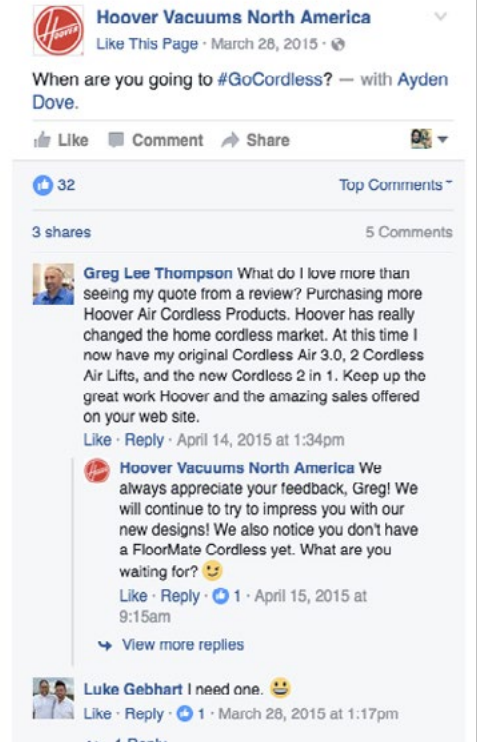 Hoover Vacuums North America
Like This Page · March 28, 2015 ·
When are you going to #GoCordless? — with Ayden
Dove.
Like Comment Share
32 Top Comments
3 shares 5 Comments
Greg Lee Thompson What do I love more than
seeing my quote from a review? Purchasing more
Hoover Air Cordless Products. Hoover has really
changed the home cordless market. At this time I
now have my original Cordless Air 3.0, 2 Cordless
Air Lifts, and the new Cordless 2 in 1. Keep up the
great work Hoover and the amazing sales offered
on your web site.
Like · Reply · April 14, 2015 at 1:34pm
Hoover Vacuums North America We
always appreciate your feedback, Greg! We
will continue to try to impress you with our
new designs! We also notice you don't have
a FloorMate Cordless yet. What are you
waiting for? 😉
Like · Reply · 1 · April 15, 2015 at
9:15am
View more replies
Luke Gebhart I need one. 😀
Like · Reply · 1 · March 28, 2015 at 1:17pm
1 Reply